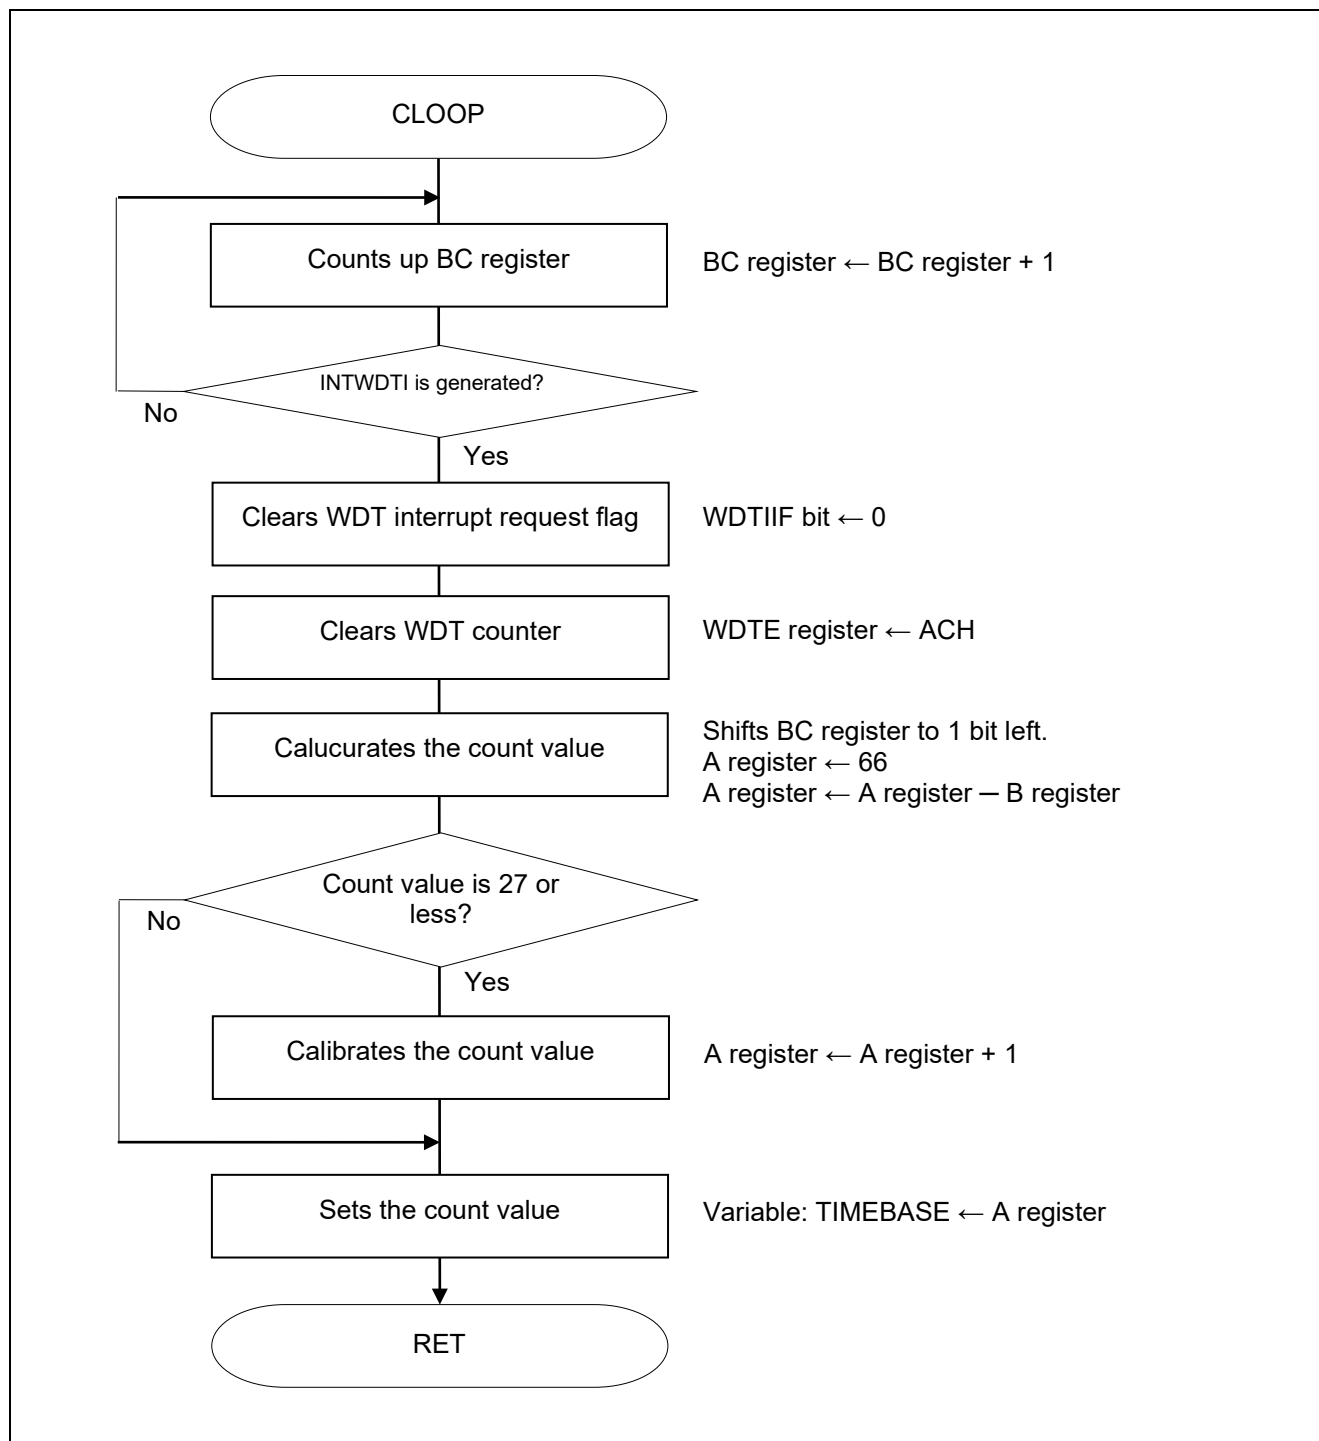 CLOOP
Counts up BC register
BC register ← BC register + 1
INTWDTI is generated?
No
Yes
Clears WDT interrupt request flag
WDTIIF bit ← 0
Clears WDT counter
WDTE register ← ACH
Calucurates the count value
Shifts BC register to 1 bit left.
A register ← 66
A register ← A register — B register
Count value is 27 or
less?
No
Yes
Calibrates the count value
A register ← A register + 1
Sets the count value
Variable: TIMEBASE ← A register
RET